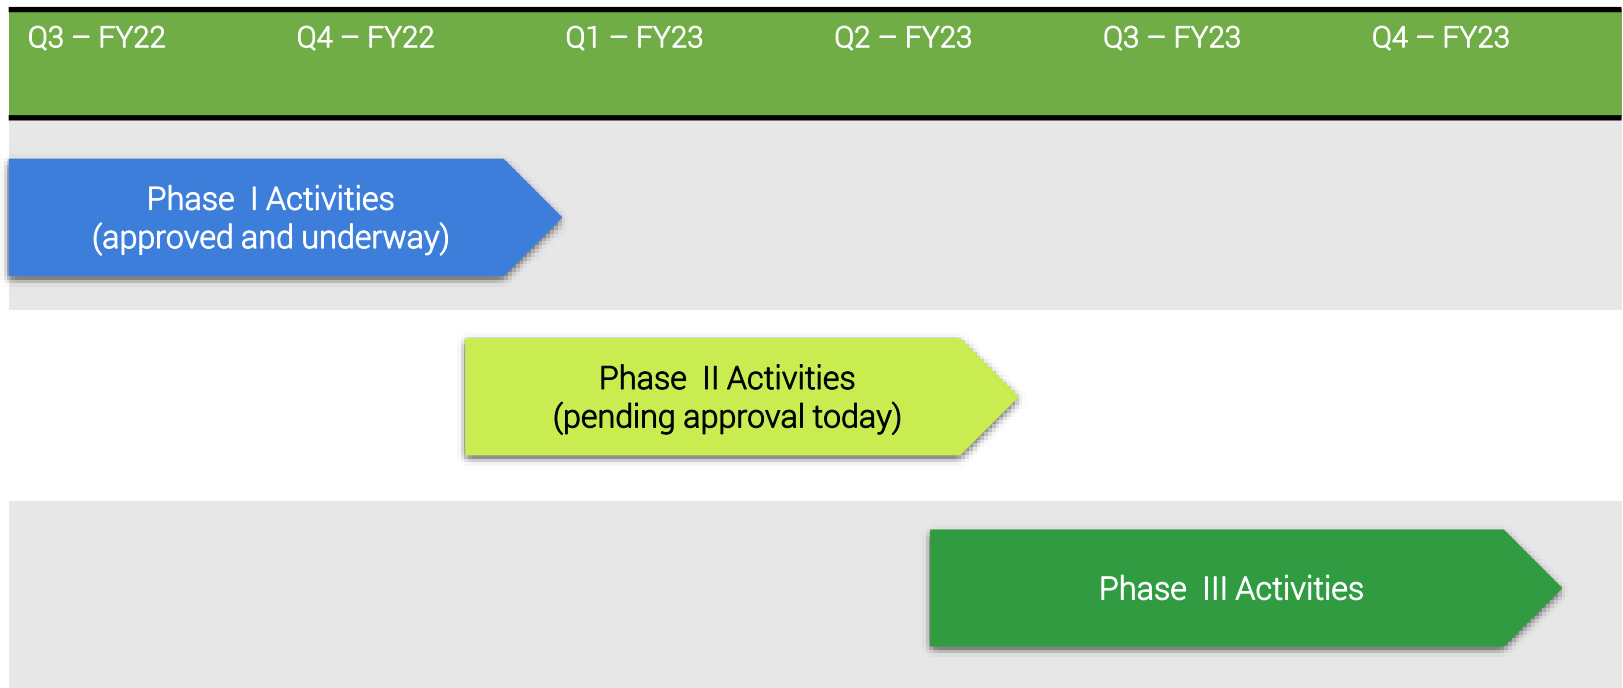 Q3 – FY22 Q4 – FY22 Q1 – FY23 Q2 – FY23 Q3 – FY23 Q4 – FY23
Phase I Activities
(approved and underway)
Phase II Activities
(pending approval today)
Phase III Activities